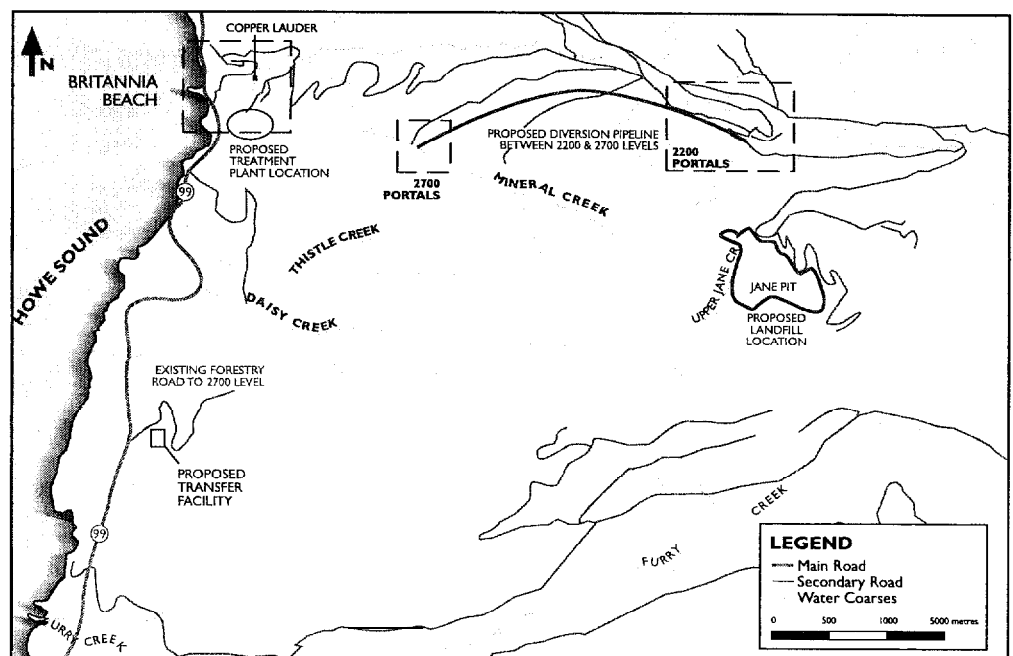 COPPER LAUDER
N
BRITANNIA
BEACH
PROPOSED
TREATMENT
PLANT LOCATION
PROPOSED DIVERSION PIPELINE
BETWEEN 2200 & 2700 LEVELS
2200
PORTALS
2700
PORTALS
MINERAL CREEK
99
THISTLE CREEK
HOWE SOUND
DAISY CREEK
UPPER JANE CR
JANE PIT
PROPOSED
LANDFILL
LOCATION
EXISTING FORESTRY
ROAD TO 2700 LEVEL
PROPOSED
TRANSFER
FACILITY
99
FURRY CREEK
URRY CREEK
LEGEND
Main Road
Secondary Road
Water Coarses
0 500 1000 5000 metres